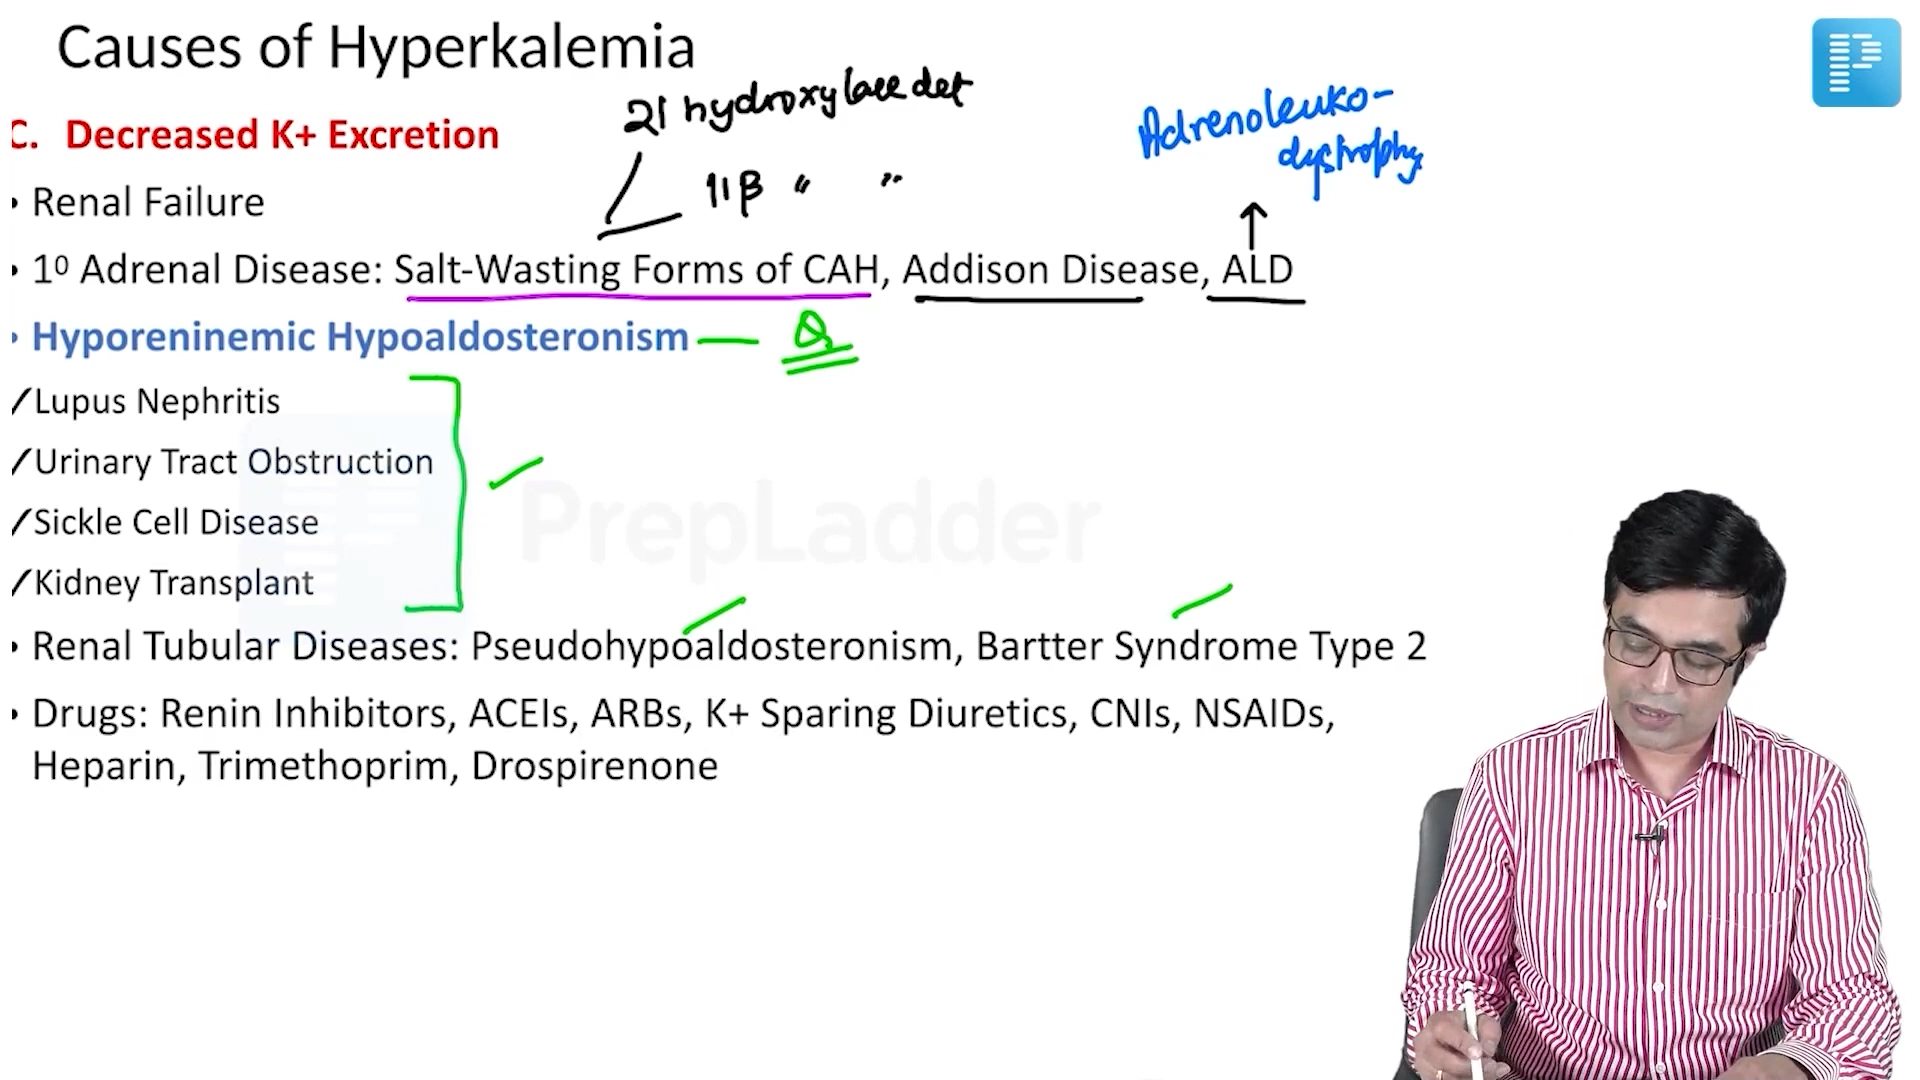 Causes of Hyperkalemia
21 hydroxylase def
Adrenoleuko-
dystrophy
C. Decreased K+ Excretion
11β " "
• Renal Failure
• 1⁰ Adrenal Disease: Salt-Wasting Forms of CAH, Addison Disease, ALD
• Hyporeninemic Hypoaldosteronism — Q
✓Lupus Nephritis
✓Urinary Tract Obstruction
✓Sickle Cell Disease
✓Kidney Transplant
PrepLadder
• Renal Tubular Diseases: Pseudohypoaldosteronism, Bartter Syndrome Type 2
• Drugs: Renin Inhibitors, ACEIs, ARBs, K+ Sparing Diuretics, CNIs, NSAIDs,
Heparin, Trimethoprim, Drospirenone